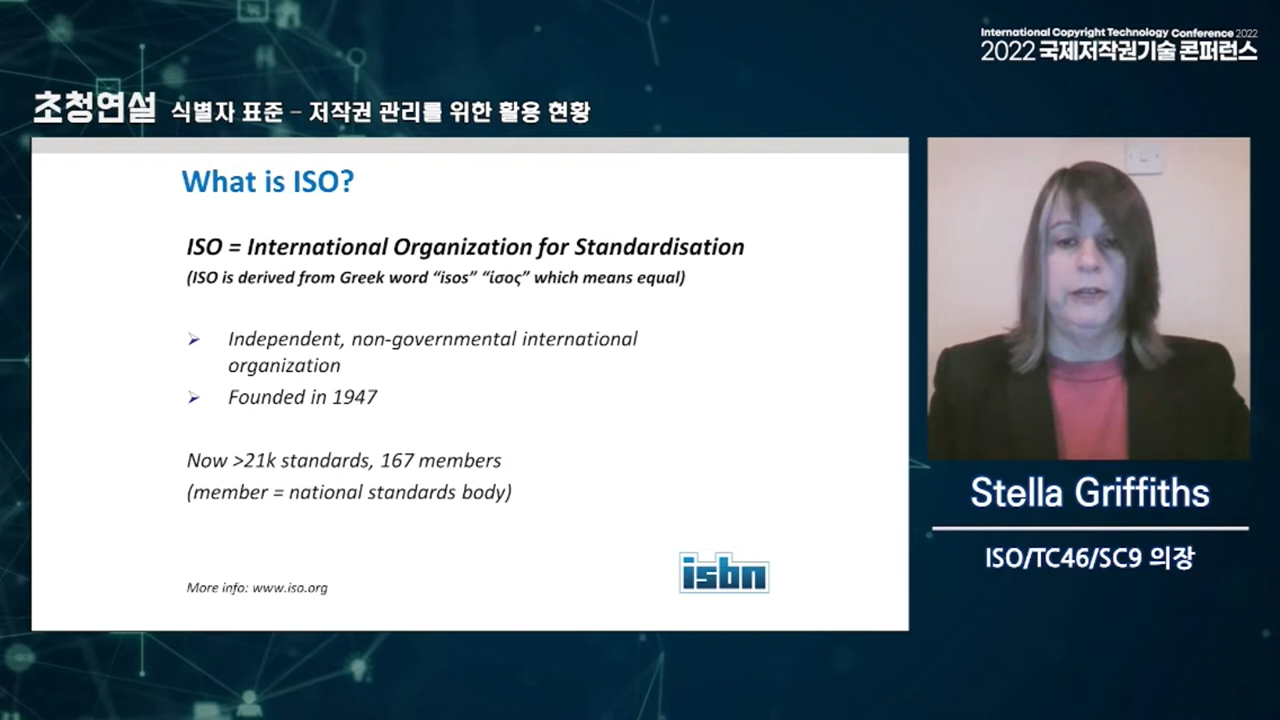 International Copyright Technology Conference 2022
2022 국제저작권기술 콘퍼런스
초청연설 식별자 표준 – 저작권 관리를 위한 활용 현황
What is ISO?
ISO = International Organization for Standardisation
(ISO is derived from Greek word “isos” “ίσος” which means equal)
Independent, non-governmental international
organization
Founded in 1947
Now >21k standards, 167 members
(member = national standards body)
isbn
More info: www.iso.org
Stella Griffiths
ISO/TC46/SC9 의장